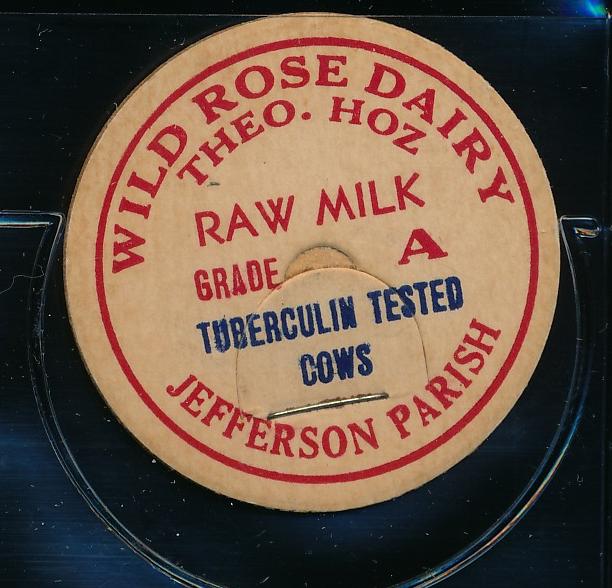 WILD ROSE DAIRY
THEO. HOZ
RAW MILK
GRADE A
TUBERCULIN TESTED
COWS
JEFFERSON PARISH